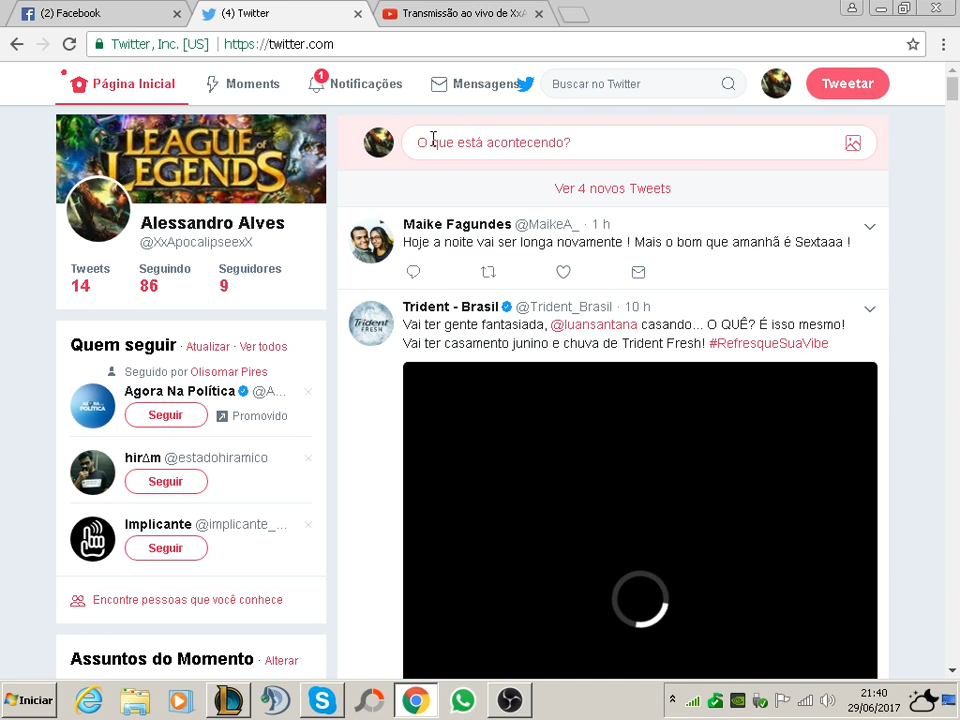 (2) Facebook
(4) Twitter
Transmissão ao vivo de XxA
Twitter, Inc. [US] https://twitter.com
Página Inicial
Moments
1
Notificações
Mensagens
Buscar no Twitter
Tweetar
LEAGUE of LEGENDS
O que está acontecendo?
Ver 4 novos Tweets
Alessandro Alves
@XxApocalipseexX
Tweets Seguindo Seguidores
14 86 9
Maike Fagundes @MaikeA_ · 1 h
Hoje a noite vai ser longa novamente ! Mais o bom que amanhã é Sextaaa !
Trident - Brasil @Trident_Brasil · 10 h
Vai ter gente fantasiada, @luansantana casando... O QUÊ? É isso mesmo!
Vai ter casamento junino e chuva de Trident Fresh! #RefresqueSuaVibe
Quem seguir · Atualizar · Ver todos
Seguido por Olisomar Pires
Agora Na Política @A...
Seguir Promovido
hirΔm @estadohiramico
Seguir
Implicante @implicante_...
Seguir
Encontre pessoas que você conhece
Assuntos do Momento · Alterar
Iniciar
21:40
29/06/2017